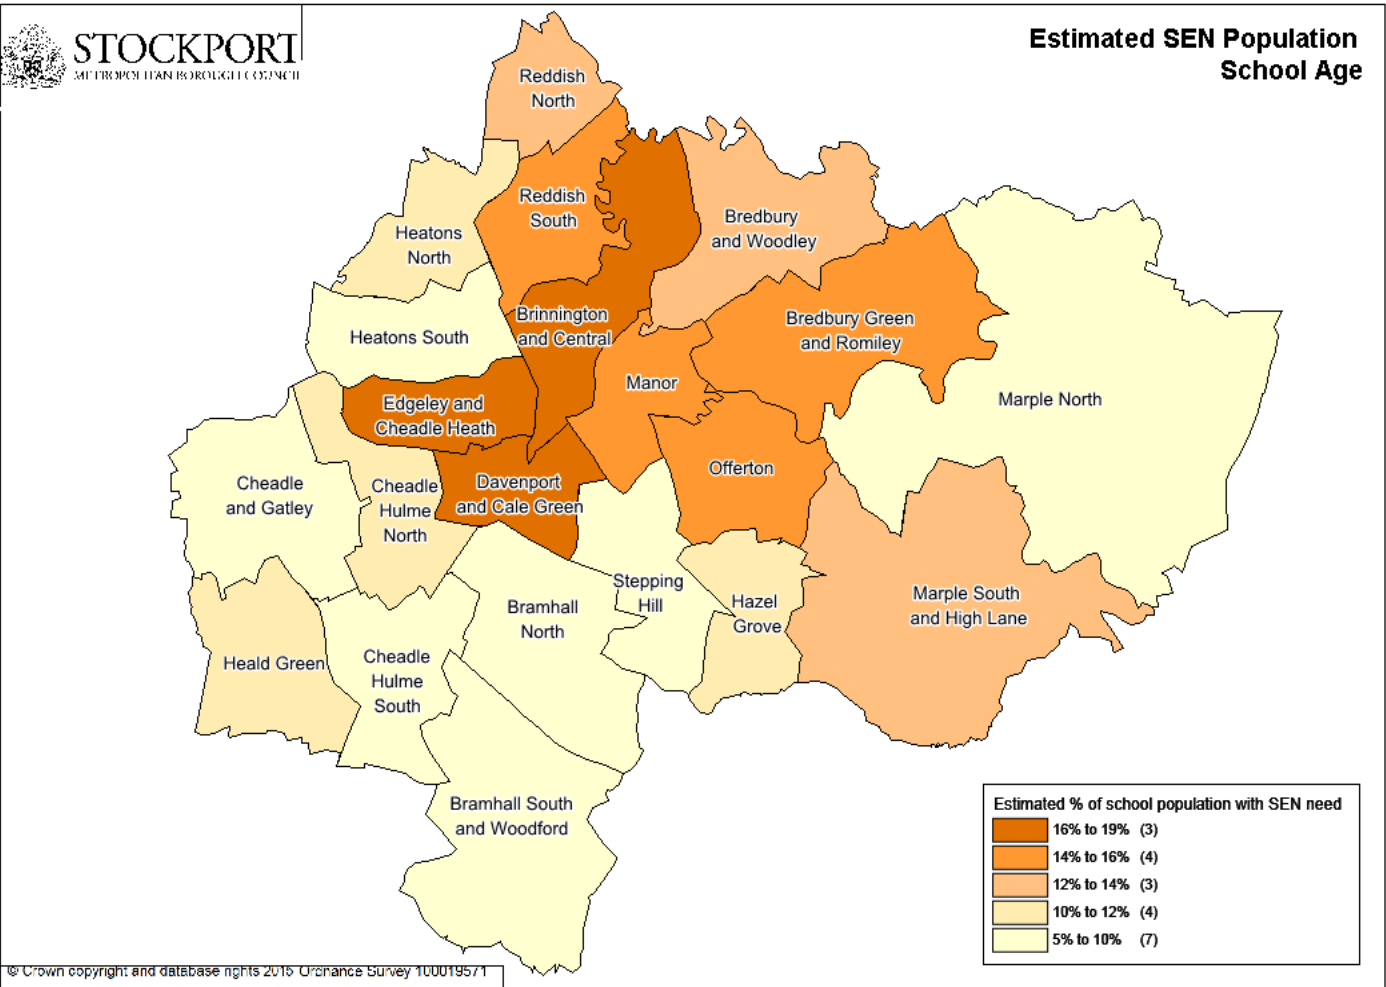 STOCKPORT
METROPOLITAN BOROUGH COUNCIL
Estimated SEN Population
School Age
Reddish
North
Reddish
South
Heatons
North
Bredbury
and Woodley
Heatons South
Brinnington
and Central
Bredbury Green
and Romiley
Manor
Marple North
Edgeley and
Cheadle Heath
Offerton
Cheadle
and Gatley
Cheadle
Hulme
North
Davenport
and Cale Green
Stepping
Hill
Hazel
Grove
Marple South
and High Lane
Bramhall
North
Heald Green
Cheadle
Hulme
South
Bramhall South
and Woodford
Estimated % of school population with SEN need
16% to 19% (3)
14% to 16% (4)
12% to 14% (3)
10% to 12% (4)
5% to 10% (7)
© Crown copyright and database rights 2015 Ordnance Survey 100019571